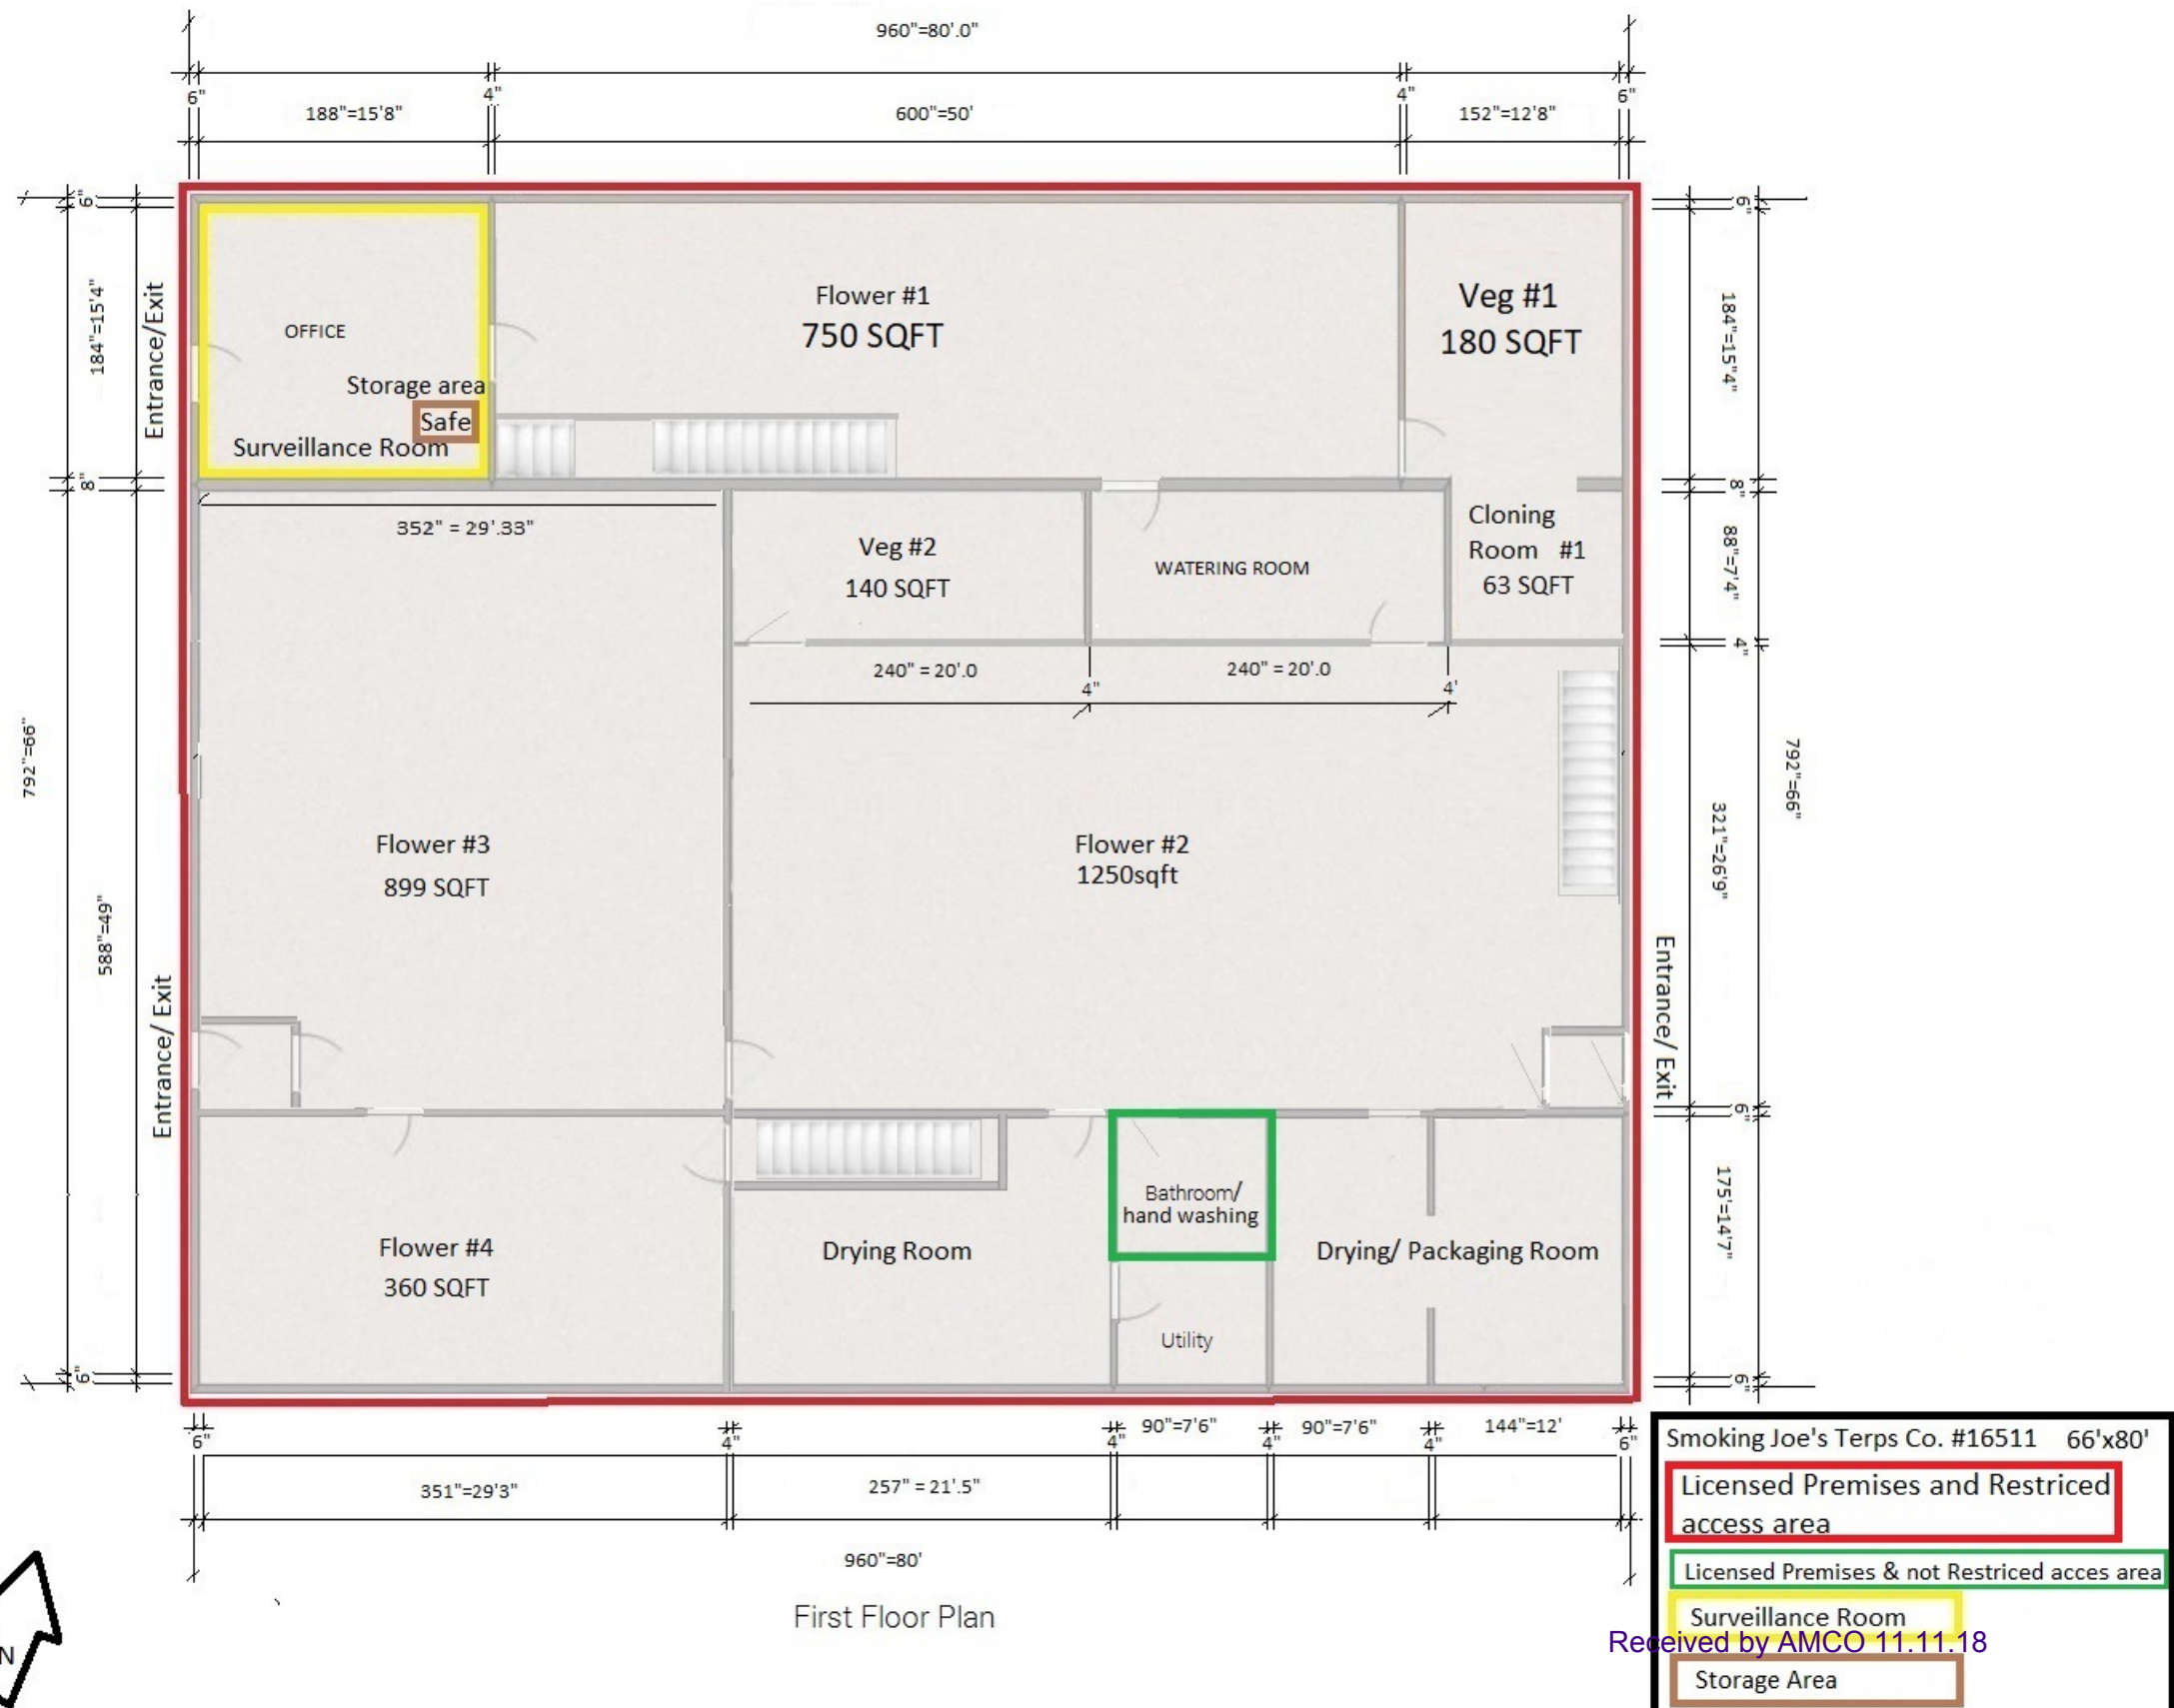 960"=80'.0"
6"
4"
4"
6"
188"=15'8"
600"=50'
152"=12'8"
6"
6"
184"=15'4"
Entrance/Exit
OFFICE
Storage area
Safe
Surveillance Room
Flower #1
750 SQFT
Veg #1
180 SQFT
184"=15"4"
8"
8"
352" = 29'.33"
Veg #2
140 SQFT
WATERING ROOM
Cloning
Room #1
63 SQFT
88"=7'4"
4"
240" = 20'.0
4"
240" = 20'.0
4'
792"=66"
588"=49"
Flower #3
899 SQFT
Flower #2
1250sqft
321"=26'9"
792"=66"
Entrance/ Exit
Entrance/ Exit
6"
Flower #4
360 SQFT
Drying Room
Bathroom/
hand washing
Utility
Drying/ Packaging Room
175'=14'7"
6"
6"
6"
4"
4"
90"=7'6"
4"
90"=7'6"
4"
144"=12'
6"
351"=29'3"
257" = 21'.5"
960"=80'
First Floor Plan
N
Smoking Joe's Terps Co. #16511 66'x80'
Licensed Premises and Restriced
access area
Licensed Premises & not Restriced acces area
Surveillance Room
Received by AMCO 11.11.18
Storage Area